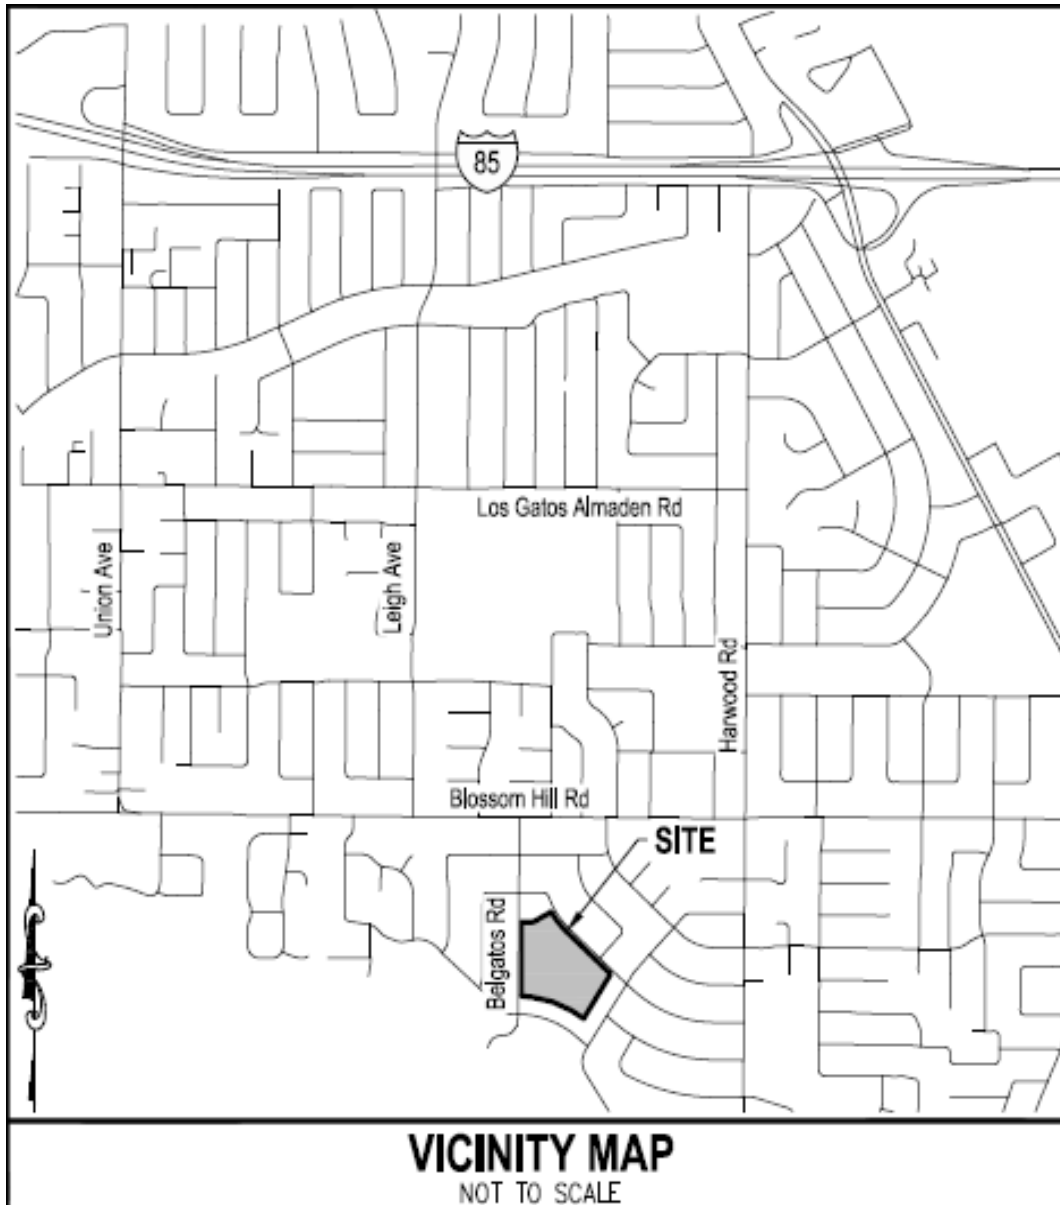 85
Los Gatos Almaden Rd
Union Ave
Leigh Ave
Harwood Rd
Blossom Hill Rd
SITE
Belgatos Rd
VICINITY MAP
NOT TO SCALE